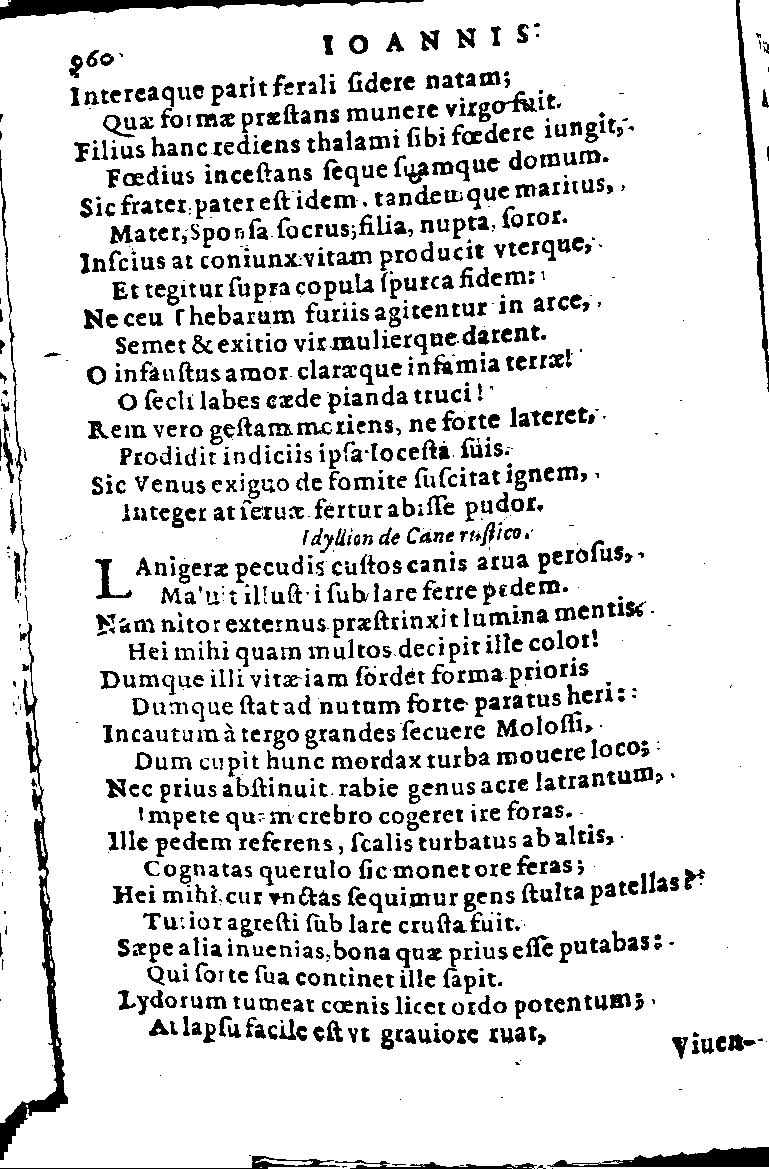 960
IOANNIS
Intereaque parit ferali ſidere natam;
Quæ formæ præſtans munere virgo fuit.
Filius hanc rediens thalami ſibi fœdere iungit,
Fœdius inceſtans ſeque ſuamque domum.
Sic frater, pater eſt idem, tandemque maritus,
Mater, Sponſa ſocrus; filia, nupta, ſoror.
Inſcius at coniunx vitam producit vterque,
Et tegitur ſupra copula ſpurca fidem:
Ne ceu Thebarum furiis agitentur in arce,
Semet & exitio vir mulierque darent.
O infauſtus amor claræque infamia terræ!
O ſecli labes cæde pianda truci!
Rem vero geſtam moriens, ne forte lateret,
Prodidit indiciis ipſa Ioceſta ſuis.
Sic Venus exiguo de fomite ſuſcitat ignem,
Integer at ſeruæ fertur abiſſe pudor.
Idyllion de Cane ruſtico.
LAnigeræ pecudis cuſtos canis arua peroſus,
Maluit illuſtri ſub lare ferre pedem.
Nam nitor externus præſtrinxit lumina mentis
Hei mihi quam multos decipit ille color!
Dumque illi vitæ iam ſordet forma prioris
Dumque ſtat ad nutum forte paratus heri:
Incautum à tergo grandes ſecuere Moloſſi,
Dum cupit hunc mordax turba mouere loco;
Nec prius abſtinuit rabie genus acre latrantum,
Impete quam crebro cogeret ire foras.
Ille pedem referens, ſcalis turbatus ab altis,
Cognatas querulo ſic monet ore feras;
Hei mihi, cur vnctas ſequimur gens ſtulta patellas?
Tutior agreſti ſub lare cruſta fuit.
Sæpe alia inuenias, bona quæ prius eſſe putabas:
Qui ſorte ſua continet ille ſapit.
Lydorum tumeat cœnis licet ordo potentum;
At lapſu facile eſt vt grauiore ruat,
Viuen-